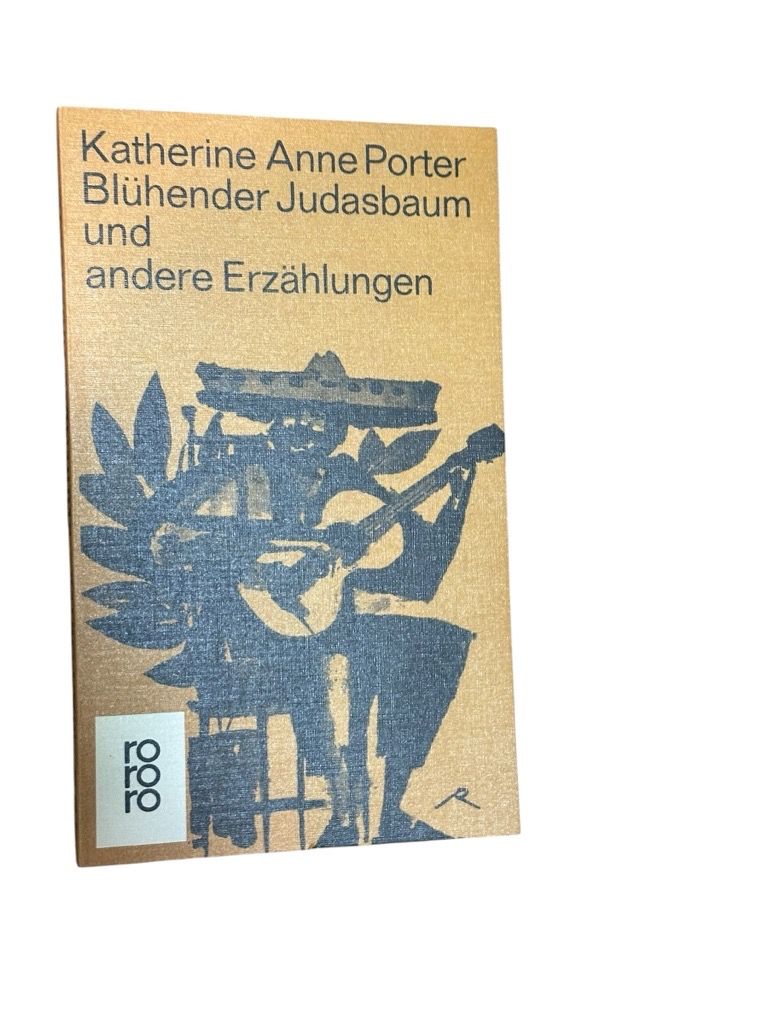 Katherine Anne Porter
Blühender Judasbaum
und
andere Erzählungen
ro
ro
ro
R